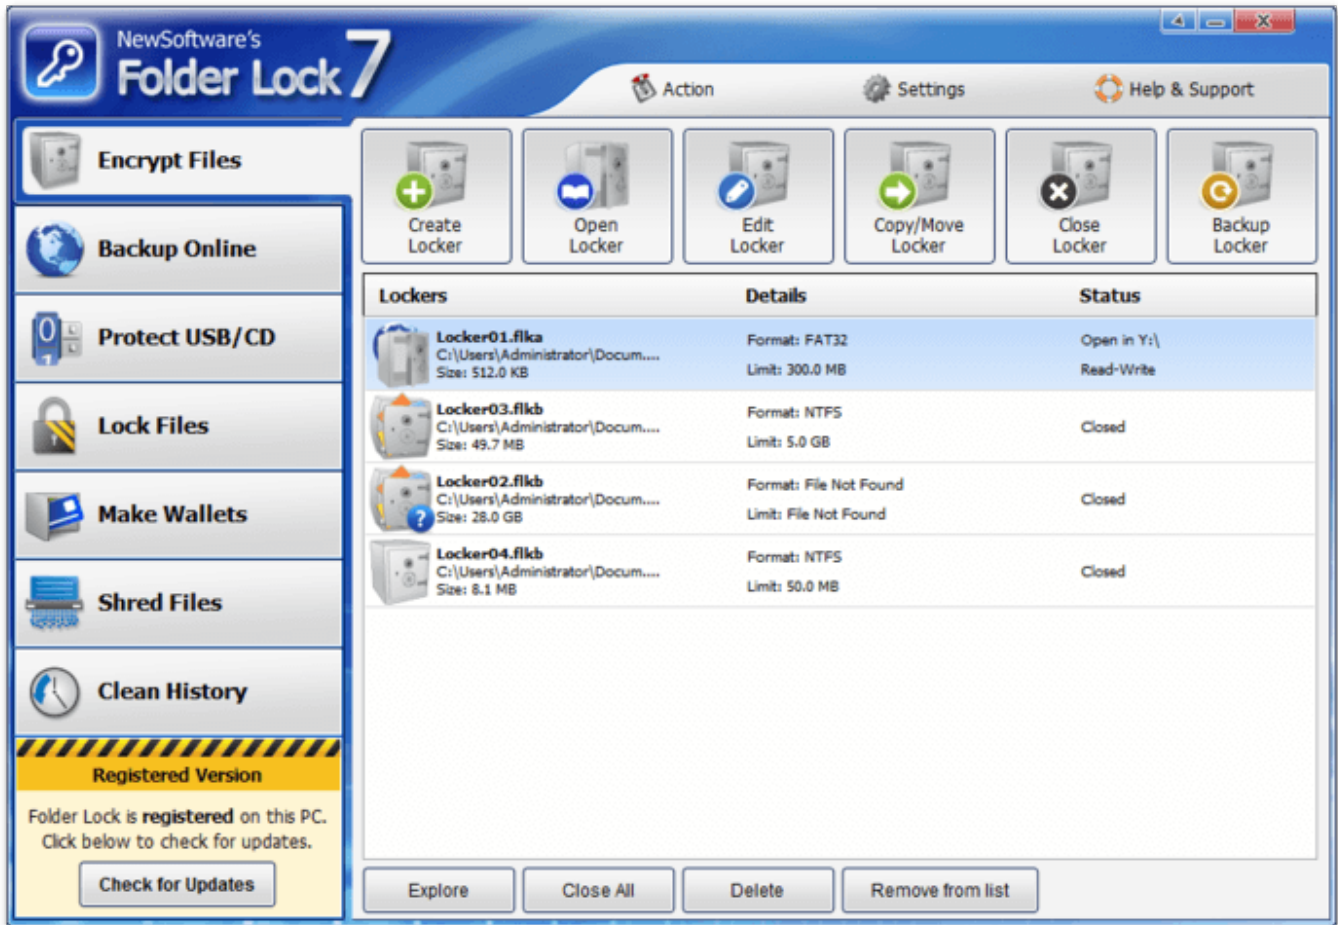 NewSoftware's
Folder Lock 7
Action
Settings
Help & Support
Encrypt Files
Backup Online
Protect USB/CD
Lock Files
Make Wallets
Shred Files
Clean History
Registered Version
Folder Lock is registered on this PC.
Click below to check for updates.
Check for Updates
Create
Locker
Open
Locker
Edit
Locker
Copy/Move
Locker
Close
Locker
Backup
Locker
Lockers
Details
Status
Locker01.flka
C:\Users\Administrator\Docum....
Size: 512.0 KB
Format: FAT32
Limit: 300.0 MB
Open in Y:\
Read-Write
Locker03.flkb
C:\Users\Administrator\Docum....
Size: 49.7 MB
Format: NTFS
Limit: 5.0 GB
Closed
Locker02.flkb
C:\Users\Administrator\Docum....
Size: 28.0 GB
Format: File Not Found
Limit: File Not Found
Closed
Locker04.flkb
C:\Users\Administrator\Docum....
Size: 8.1 MB
Format: NTFS
Limit: 50.0 MB
Closed
Explore
Close All
Delete
Remove from list